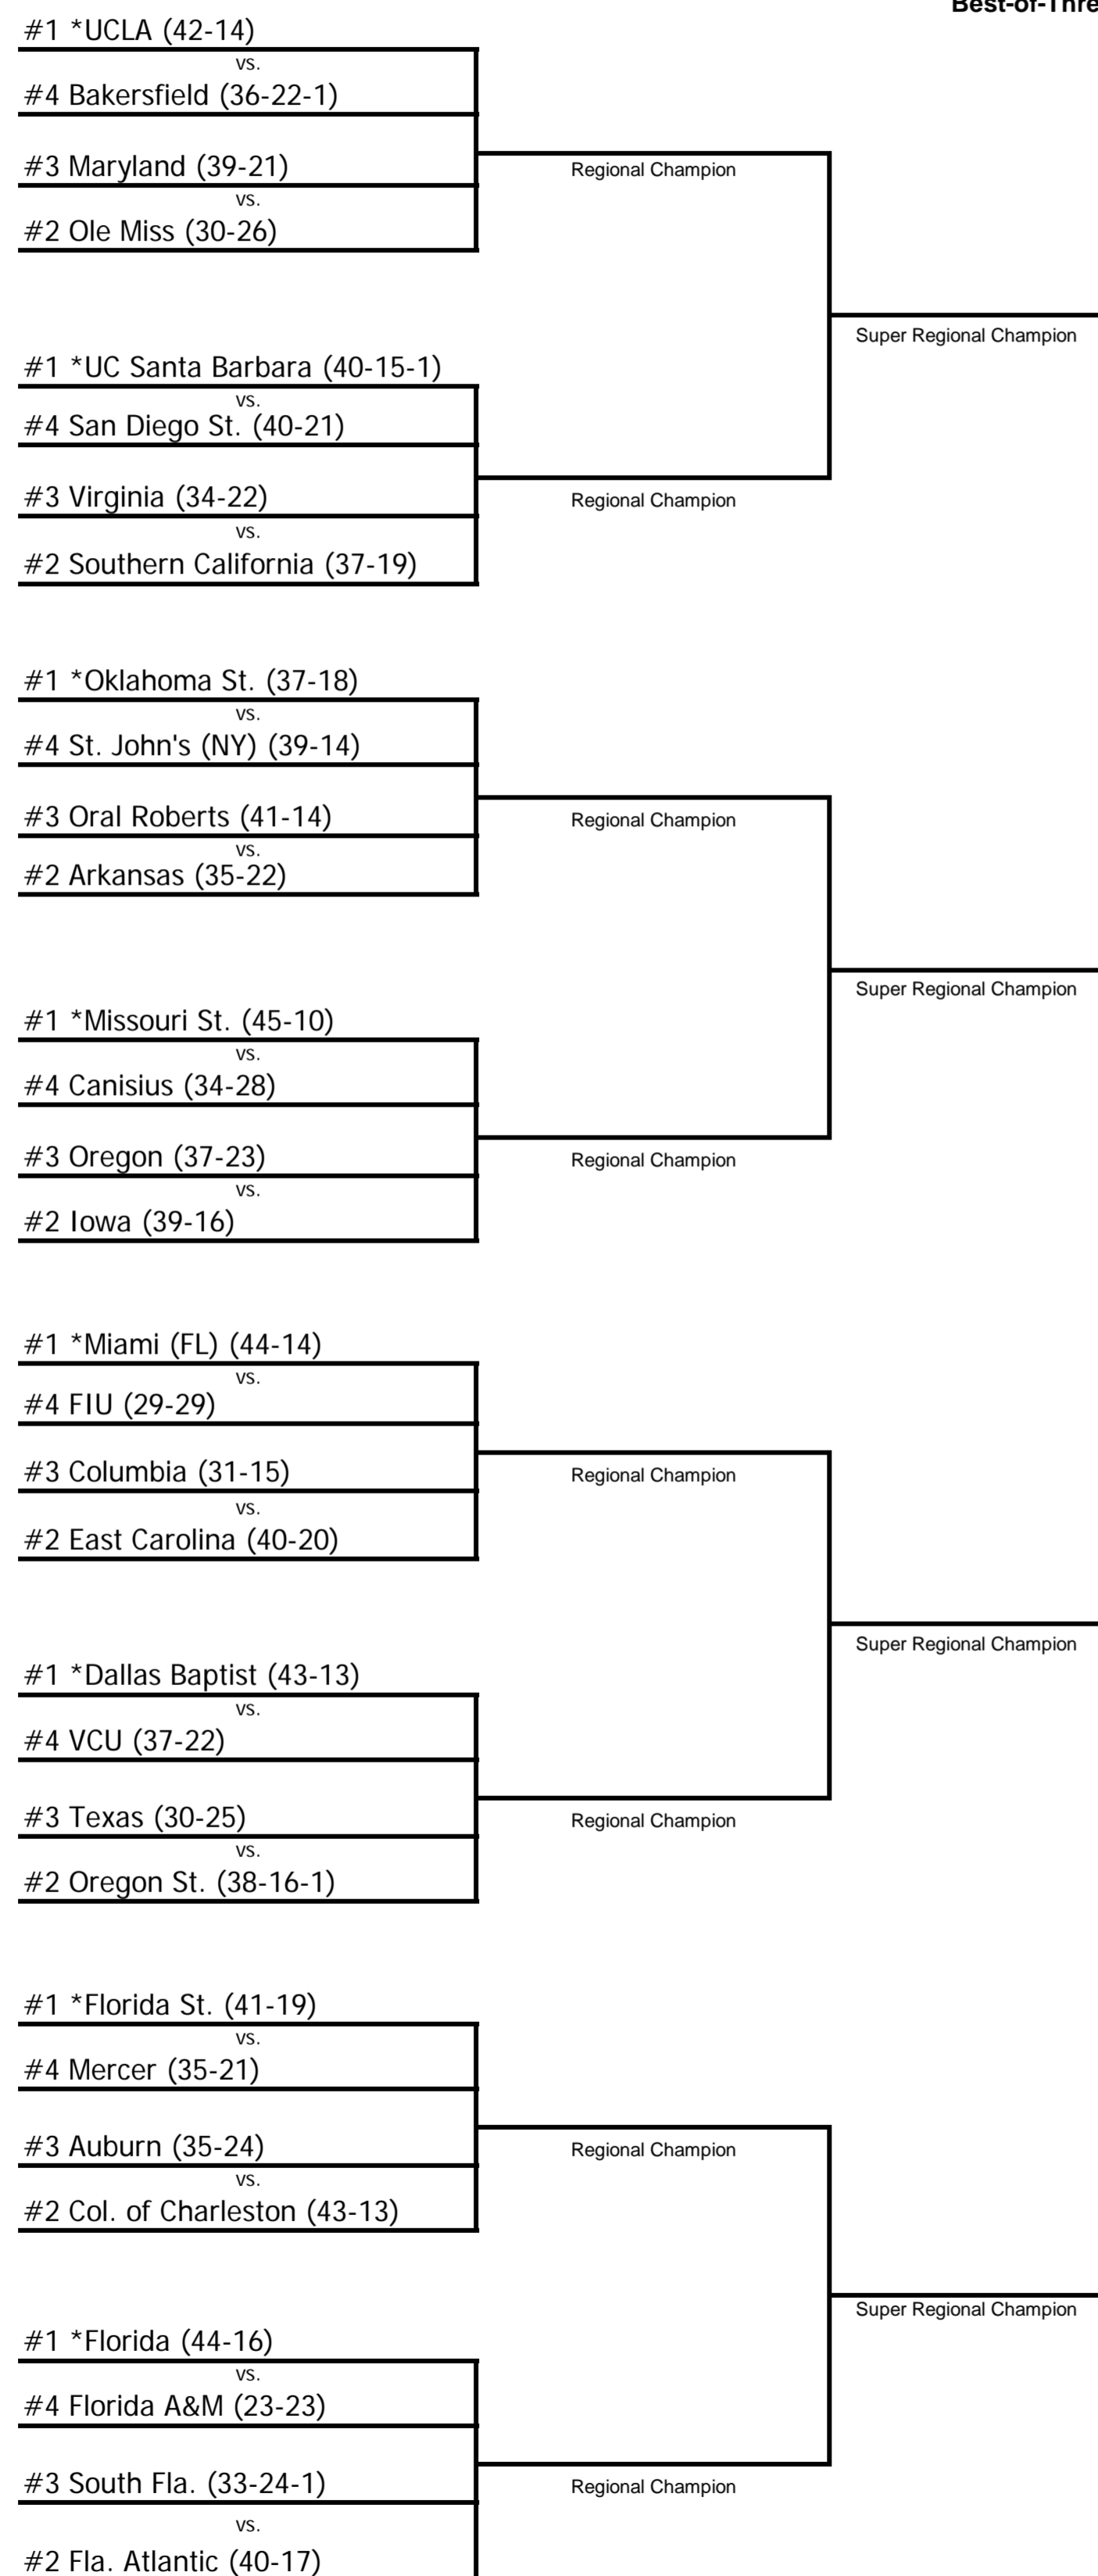 Best-of-Thre
#1 *UCLA (42-14)
vs.
#4 Bakersfield (36-22-1)
#3 Maryland (39-21)
Regional Champion
vs.
#2 Ole Miss (30-26)
Super Regional Champion
#1 *UC Santa Barbara (40-15-1)
vs.
#4 San Diego St. (40-21)
#3 Virginia (34-22)
Regional Champion
vs.
#2 Southern California (37-19)
#1 *Oklahoma St. (37-18)
vs.
#4 St. John's (NY) (39-14)
#3 Oral Roberts (41-14)
Regional Champion
vs.
#2 Arkansas (35-22)
Super Regional Champion
#1 *Missouri St. (45-10)
vs.
#4 Canisius (34-28)
#3 Oregon (37-23)
Regional Champion
vs.
#2 Iowa (39-16)
#1 *Miami (FL) (44-14)
vs.
#4 FIU (29-29)
#3 Columbia (31-15)
Regional Champion
vs.
#2 East Carolina (40-20)
Super Regional Champion
#1 *Dallas Baptist (43-13)
vs.
#4 VCU (37-22)
#3 Texas (30-25)
Regional Champion
vs.
#2 Oregon St. (38-16-1)
#1 *Florida St. (41-19)
vs.
#4 Mercer (35-21)
#3 Auburn (35-24)
Regional Champion
vs.
#2 Col. of Charleston (43-13)
Super Regional Champion
#1 *Florida (44-16)
vs.
#4 Florida A&M (23-23)
#3 South Fla. (33-24-1)
Regional Champion
vs.
#2 Fla. Atlantic (40-17)